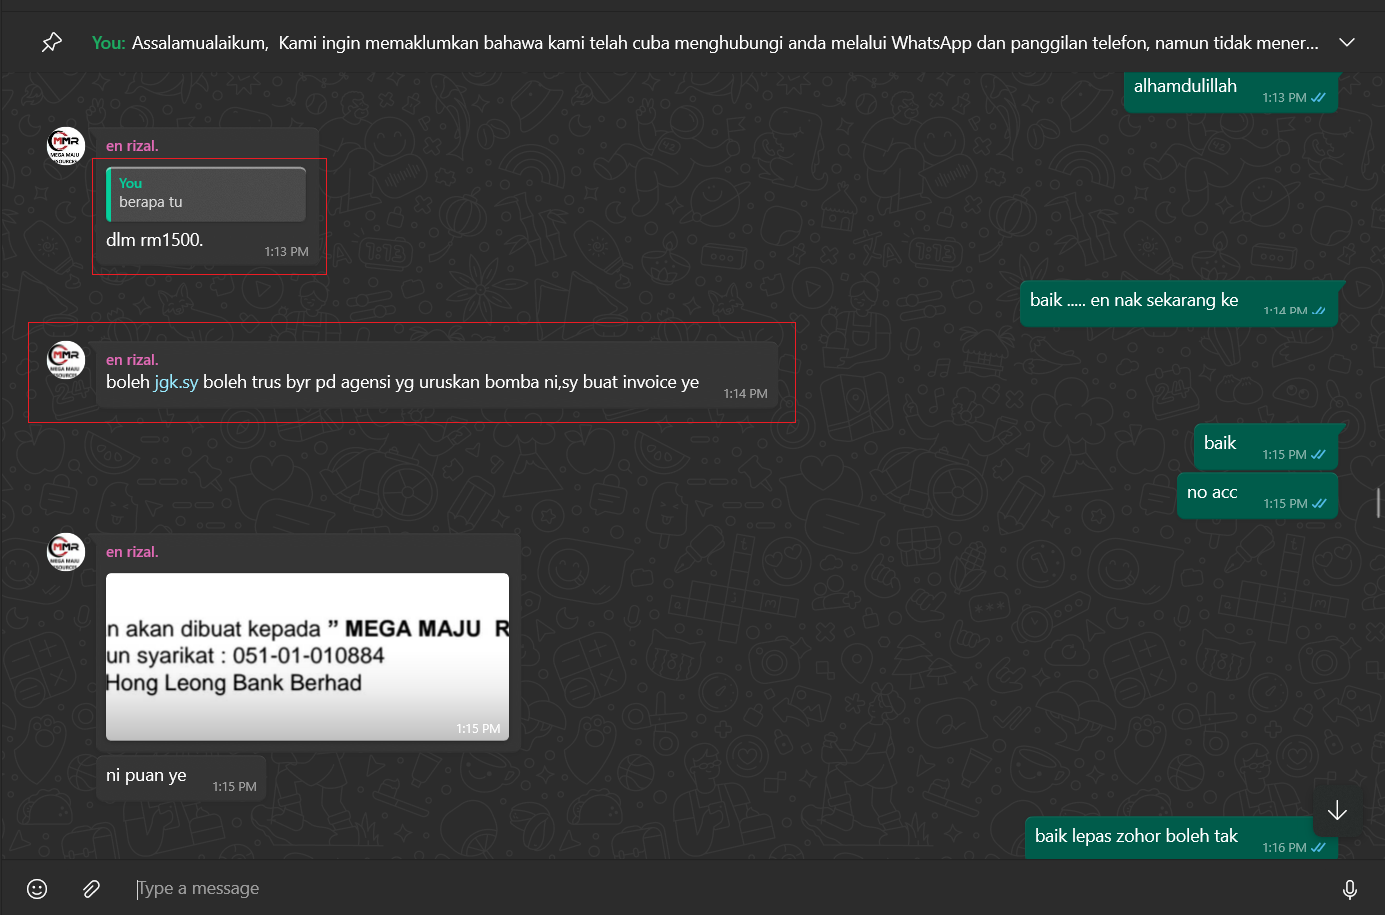 You: Assalamualaikum, Kami ingin memaklumkan bahawa kami telah cuba menghubungi anda melalui WhatsApp dan panggilan telefon, namun tidak mener...
alhamdulillah
1:13 PM
MMR
MEGA MAJU
en rizal.
You
berapa tu
dlm rm1500.
1:13 PM
baik ..... en nak sekarang ke
1:14 PM
MMR
MEGA MAJU
en rizal.
boleh jgk.sy boleh trus byr pd agensi yg uruskan bomba ni,sy buat invoice ye
1:14 PM
baik
1:15 PM
no acc
1:15 PM
MMR
MEGA MAJU
en rizal.
n akan dibuat kepada ” MEGA MAJU R
un syarikat : 051-01-010884
Hong Leong Bank Berhad
1:15 PM
ni puan ye
1:15 PM
baik lepas zohor boleh tak
1:16 PM
Type a message